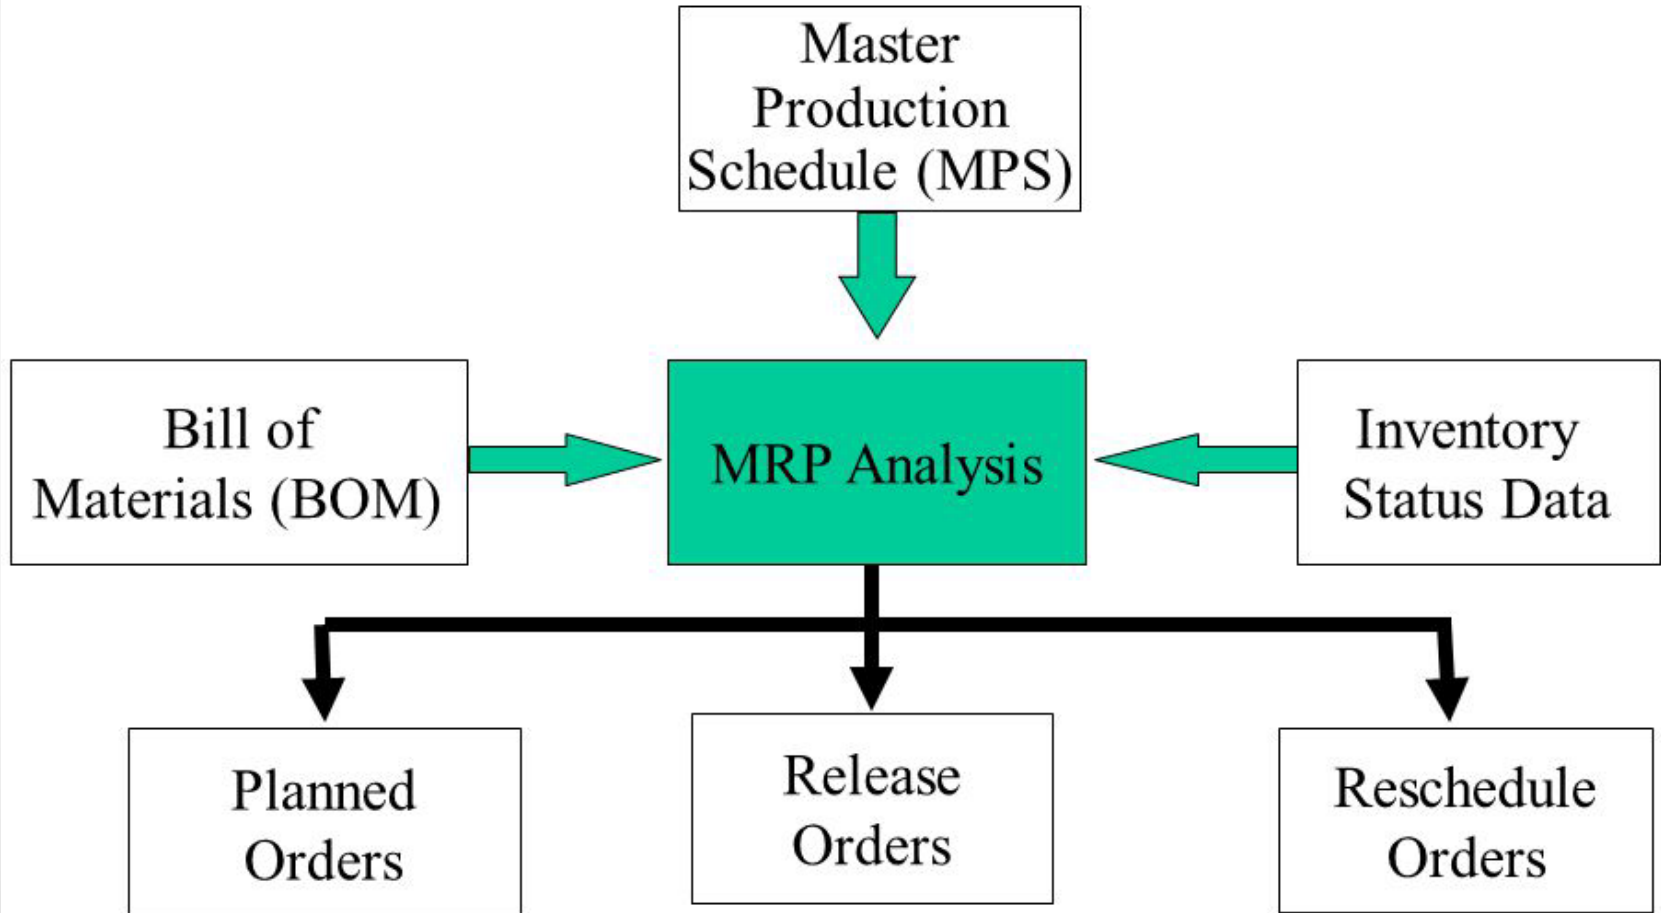 Master
Production
Schedule (MPS)
Bill of
Materials (BOM)
MRP Analysis
Inventory
Status Data
Planned
Orders
Release
Orders
Reschedule
Orders